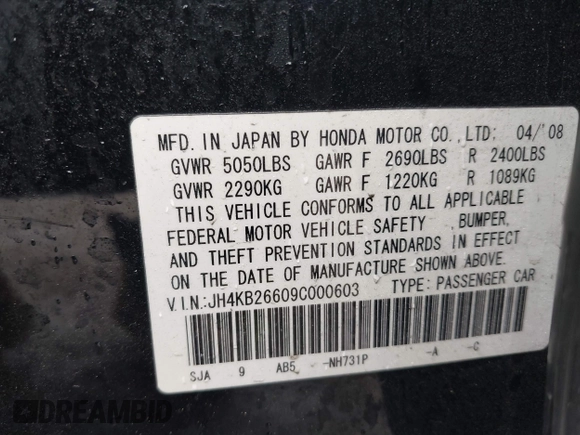 MFD. IN JAPAN BY HONDA MOTOR CO., LTD: 04/'08
GVWR 5050LBS GAWR F 2690LBS R 2400LBS
GVWR 2290KG GAWR F 1220KG R 1089KG
THIS VEHICLE CONFORMS TO ALL APPLICABLE
FEDERAL MOTOR VEHICLE SAFETY , BUMPER,
AND THEFT PREVENTION STANDARDS IN EFFECT
ON THE DATE OF MANUFACTURE SHOWN ABOVE.
V.I.N.:JH4KB26609C000603 TYPE: PASSENGER CAR
SJA 9 AB5 -NH731P -A -C
DREAMBID